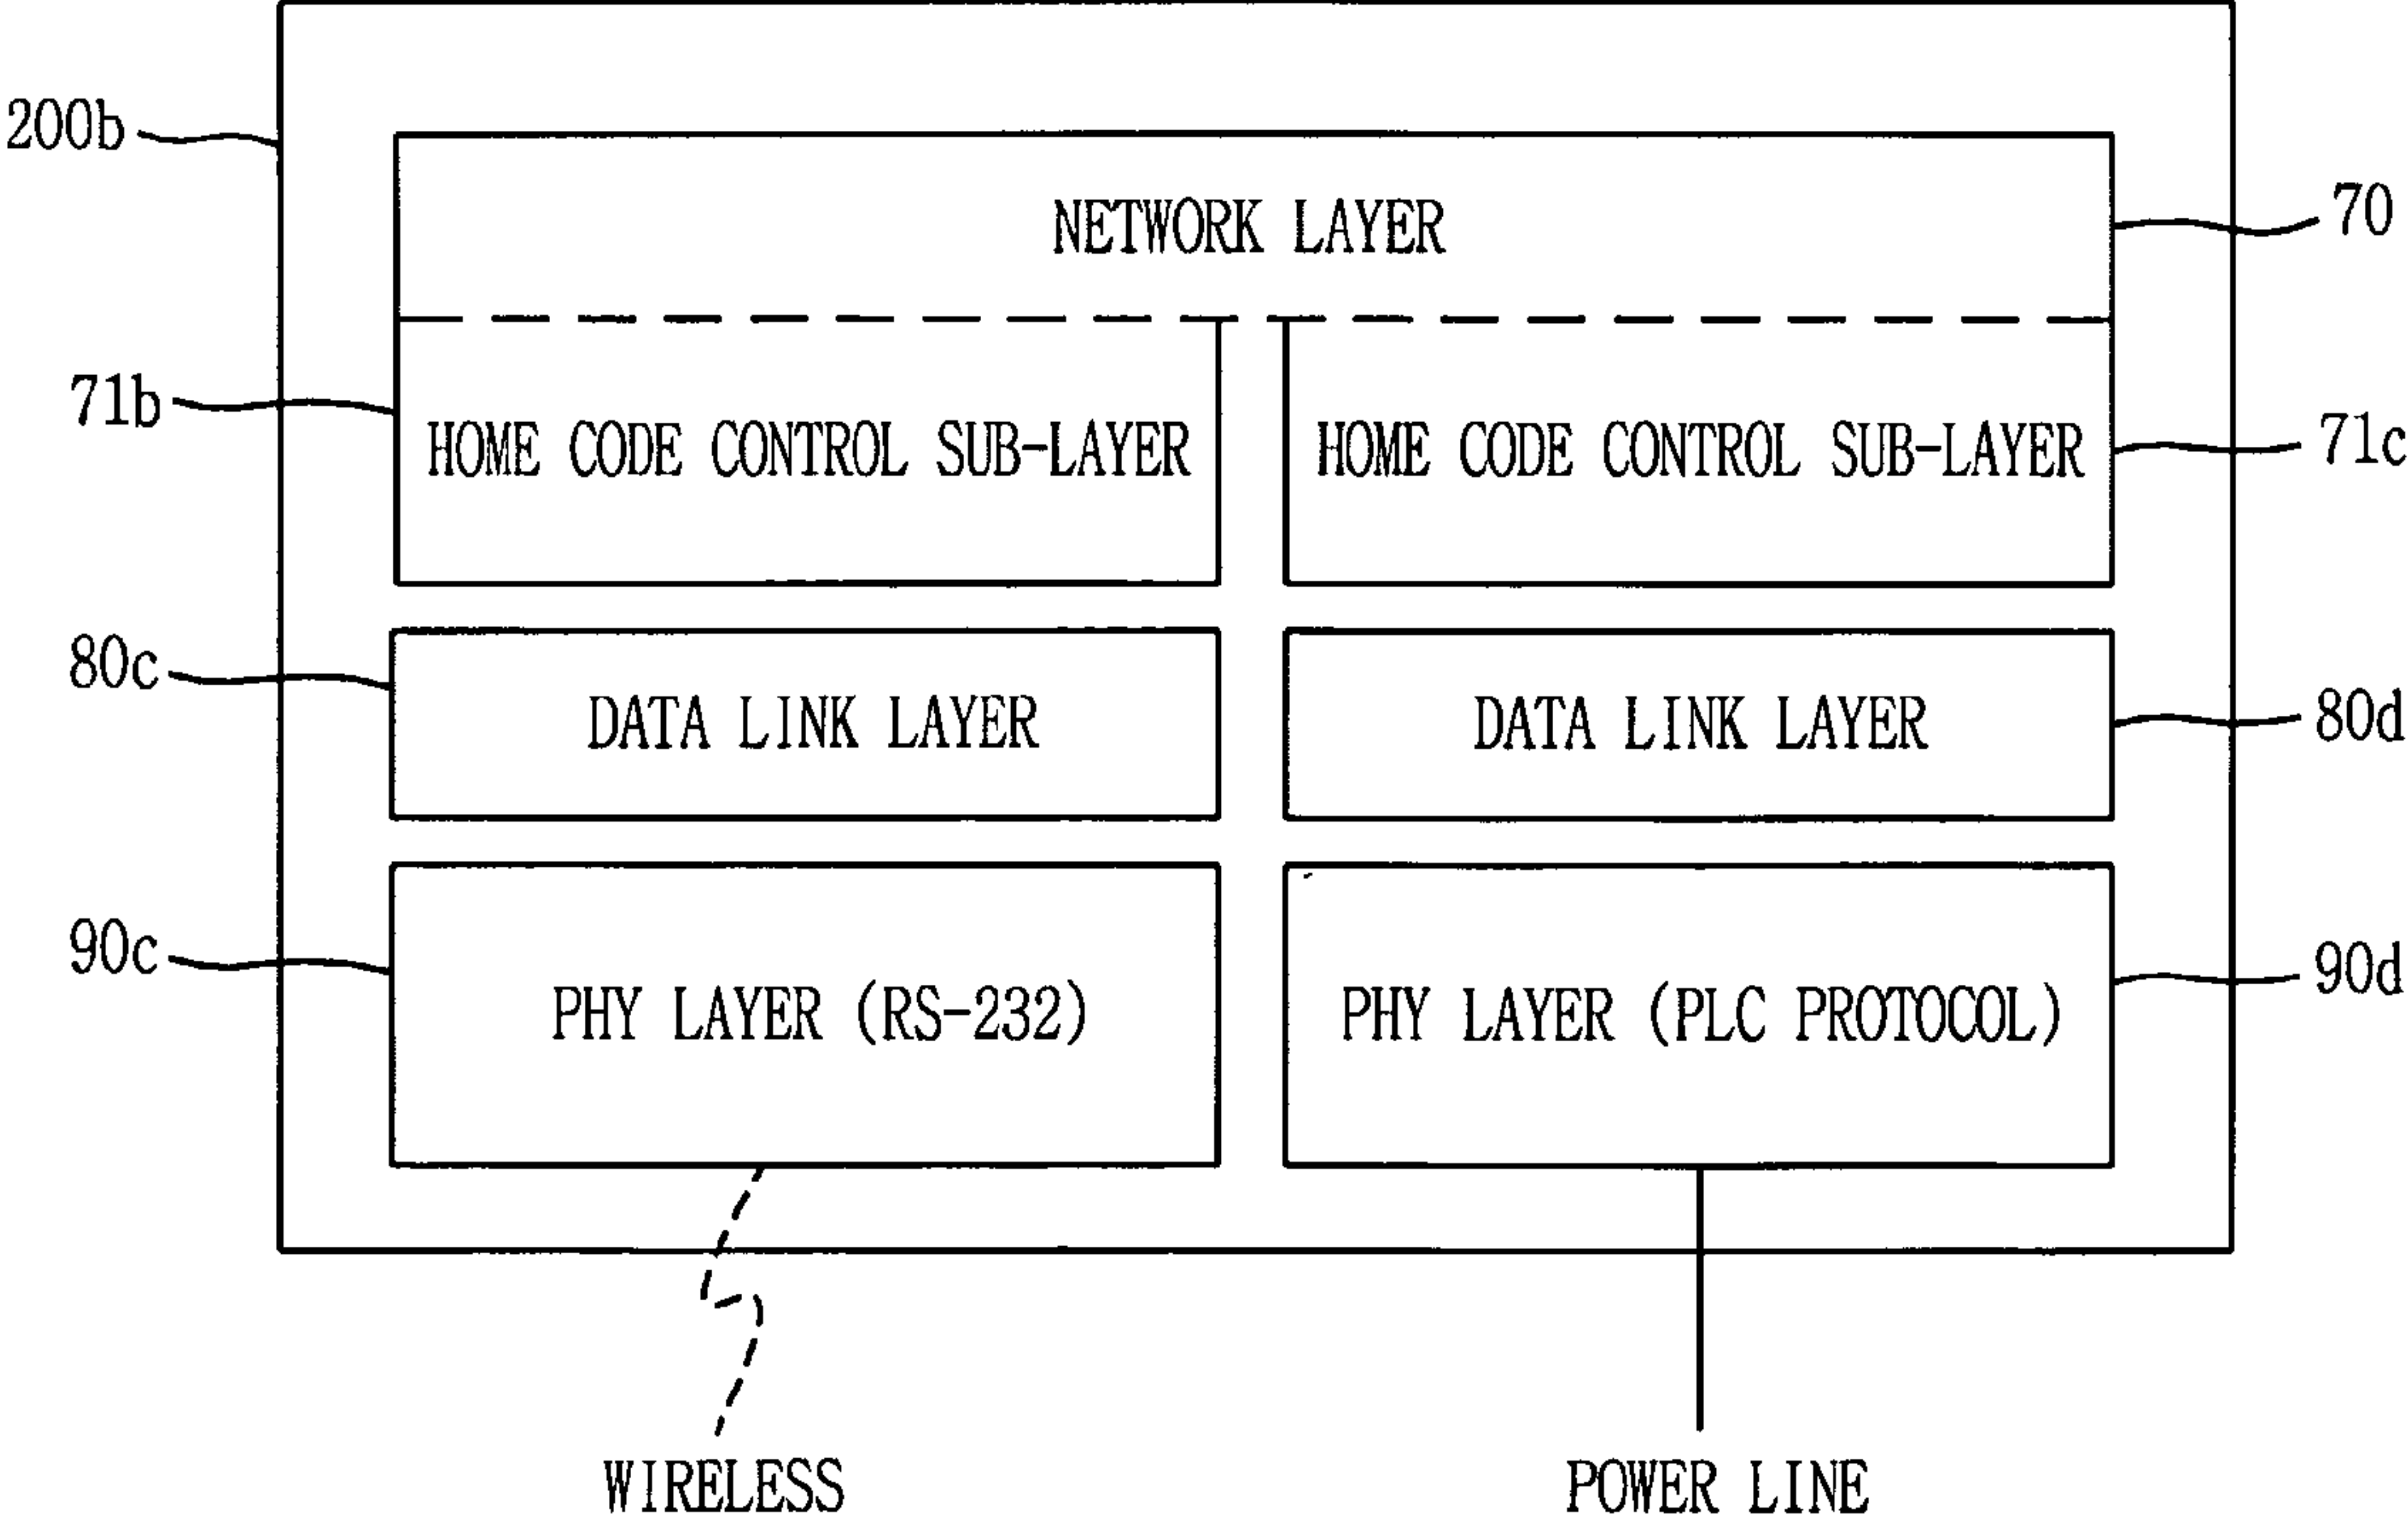 200b
NETWORK LAYER
70
71b
HOME CODE CONTROL SUB-LAYER
HOME CODE CONTROL SUB-LAYER
71c
80c
DATA LINK LAYER
DATA LINK LAYER
80d
90c
PHY LAYER (RS-232)
PHY LAYER (PLC PROTOCOL)
90d
WIRELESS
POWER LINE